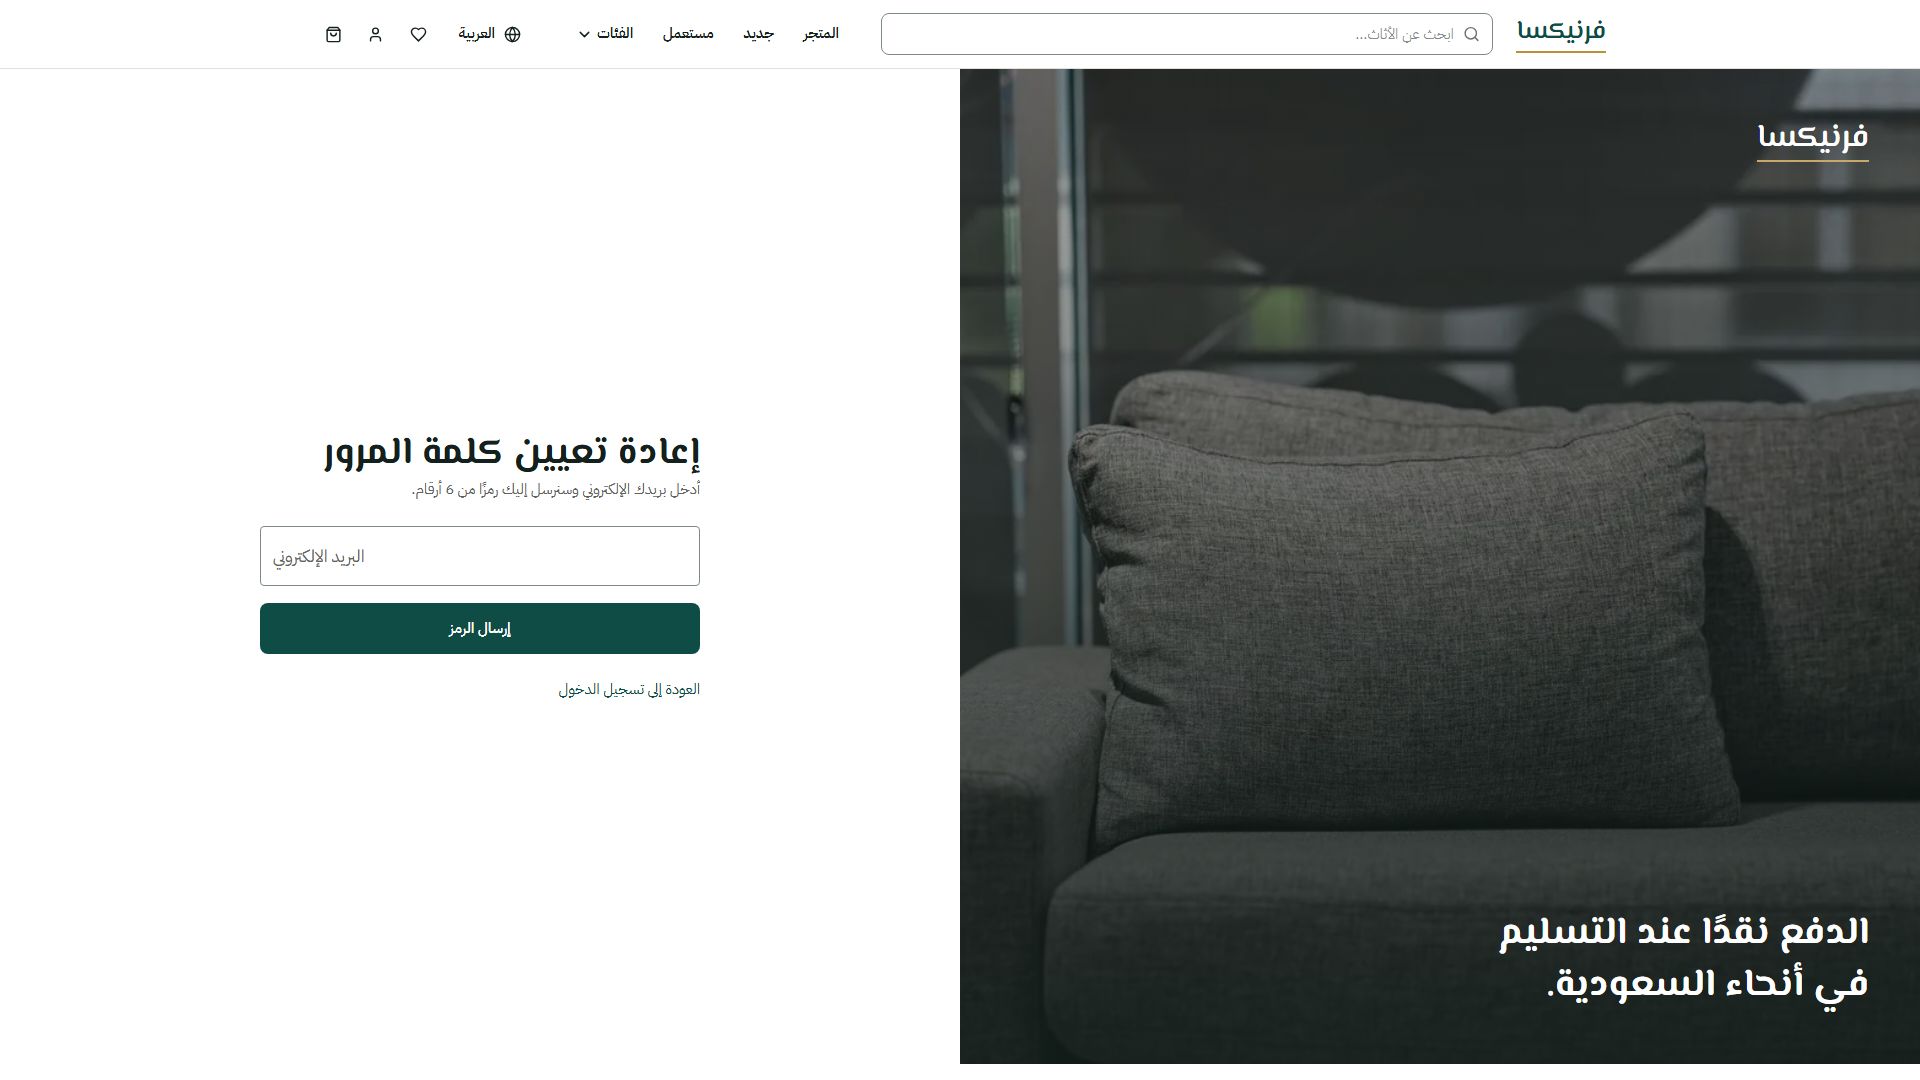 فرنيكسا
ابحث عن الأثاث...
المتجر
جديد
مستعمل
الفئات
العربية
فرنيكسا
الدفع نقدًا عند التسليم
في أنحاء السعودية.
إعادة تعيين كلمة المرور
أدخل بريدك الإلكتروني وسنرسل إليك رمزًا من 6 أرقام.
البريد الإلكتروني
إرسال الرمز
العودة إلى تسجيل الدخول